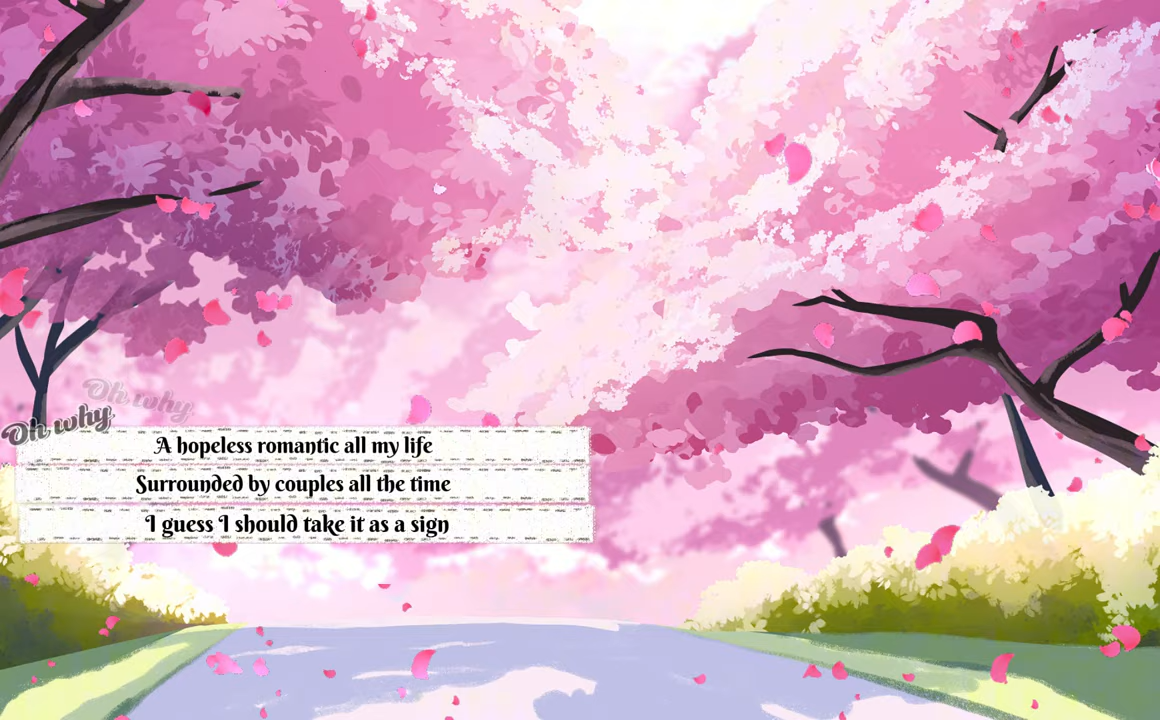 Oh why
Oh why
A hopeless romantic all my life
Surrounded by couples all the time
I guess I should take it as a sign